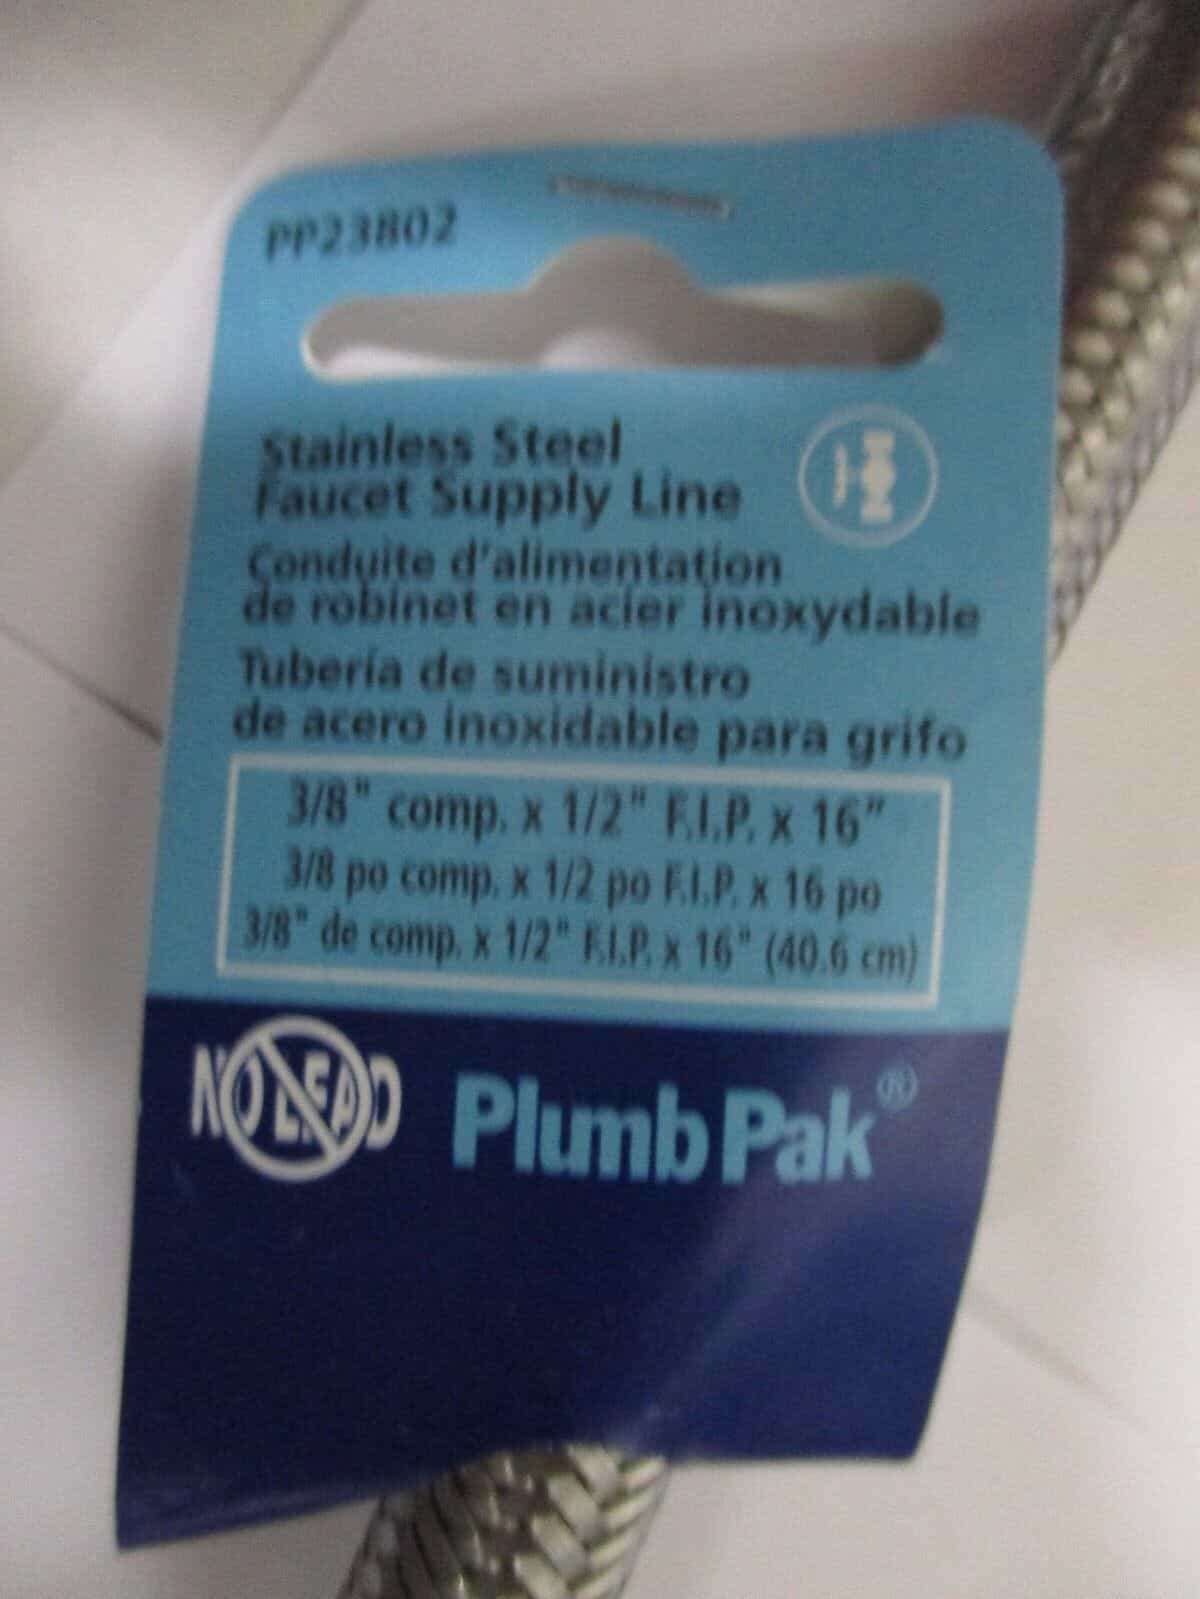 PP23802
Stainless Steel
Faucet Supply Line
Conduite d'alimentation
de robinet en acier inoxydable
Tubería de suministro
de acero inoxidable para grifo
3/8" comp. x 1/2" F.I.P. x 16"
3/8 po comp. x 1/2 po F.I.P. x 16 po
3/8" de comp. x 1/2" F.I.P. x 16" (40.6 cm)
NO LEAD
Plumb Pak®